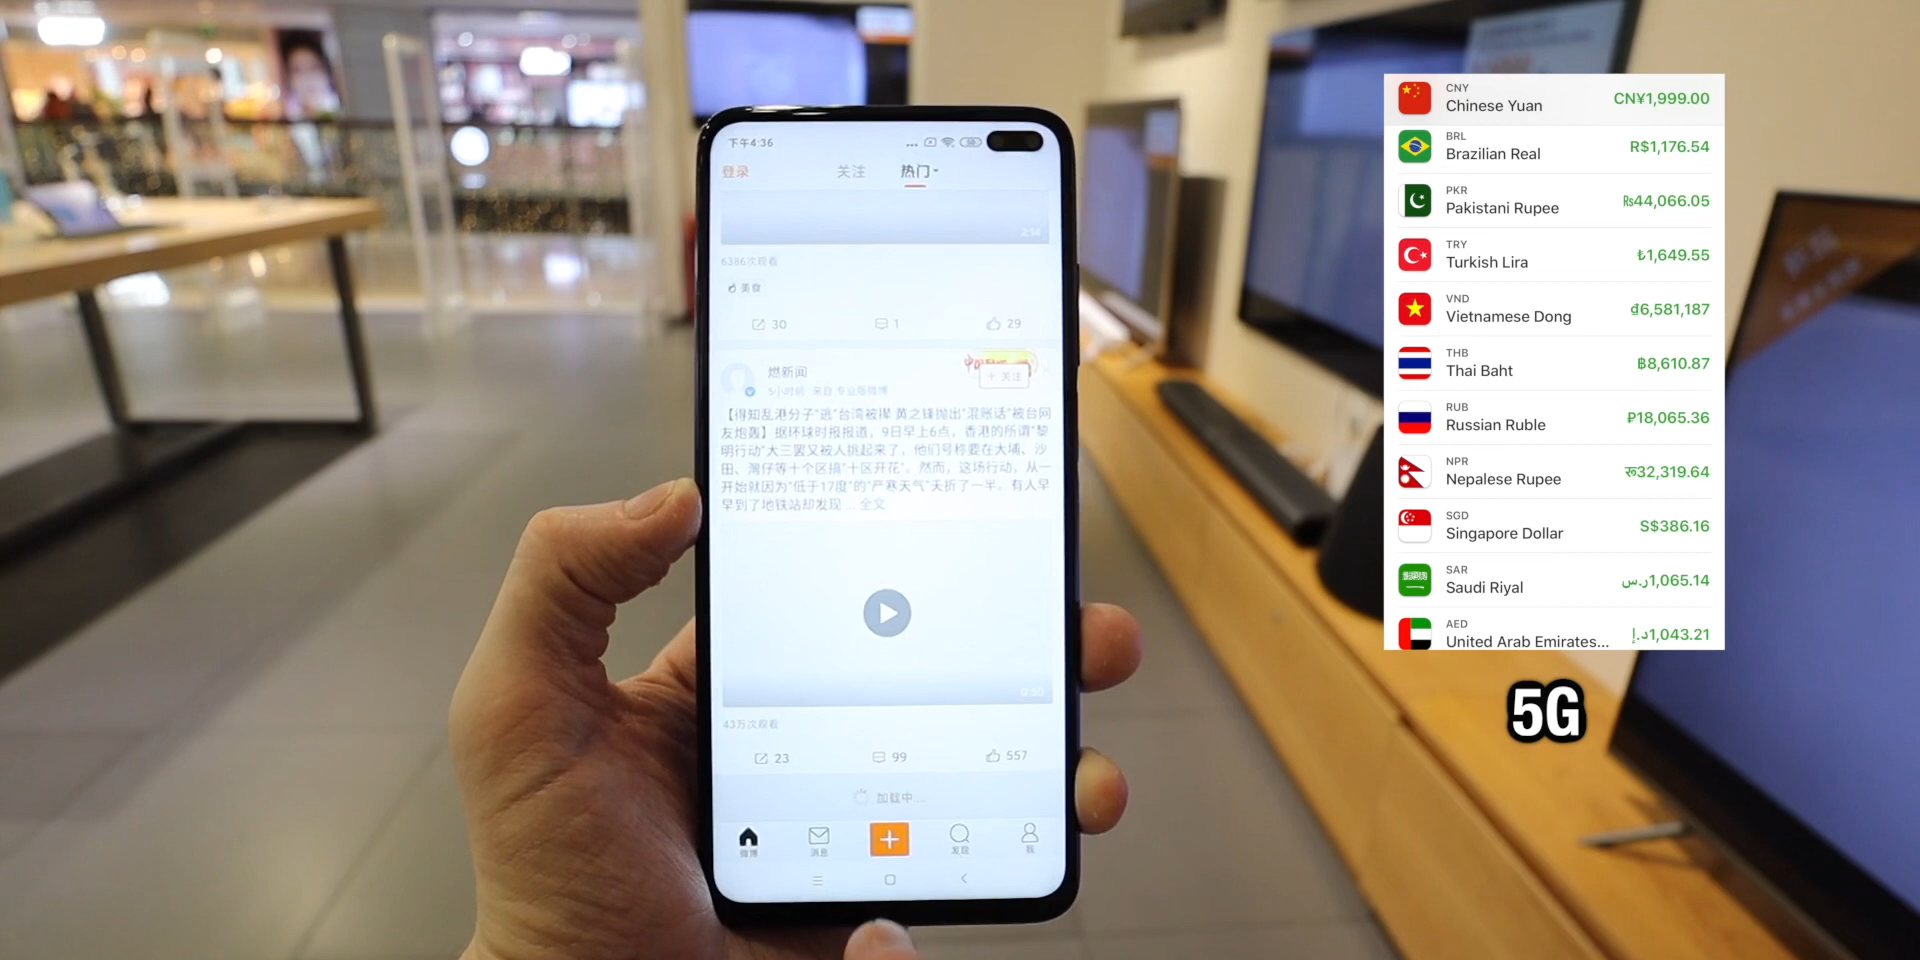 下午4:36
登录
关注
热门
2:14
6386次观看
美食
30
1
29
燃新闻
5小时前 来自 专业版微博
+ 关注
【得知乱港分子“逃”台湾被撵 黄之锋抛出“混账话”被台网
友炮轰】据环球时报报道，9日早上6点，香港的所谓“黎
明行动”大三罢又被人挑起来了，他们号称要在大埔、沙
田、湾仔等十个区搞“十区开花”。然而，这场行动，从一
开始就因为“低于17度”的“严寒天气”夭折了一半。有人早
早到了地铁站却发现 ... 全文
0:50
43万次观看
23
99
557
加载中...
微博
消息
发现
我
CNY
Chinese Yuan
CN¥1,999.00
BRL
Brazilian Real
R$1,176.54
PKR
Pakistani Rupee
₨44,066.05
TRY
Turkish Lira
₺1,649.55
VND
Vietnamese Dong
₫6,581,187
THB
Thai Baht
฿8,610.87
RUB
Russian Ruble
₽18,065.36
NPR
Nepalese Rupee
रू32,319.64
SGD
Singapore Dollar
S$386.16
SAR
Saudi Riyal
ر.س1,065.14
AED
United Arab Emirates...
د.إ1,043.21
5G